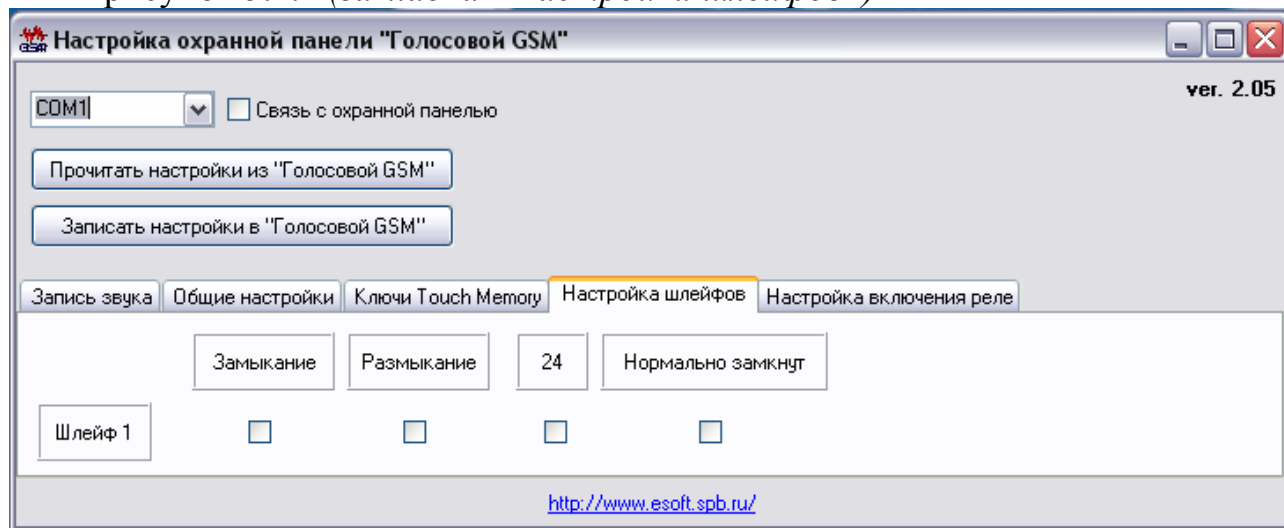 Настройка охранной панели "Голосовой GSM"
ver. 2.05
COM1
Связь с охранной панелью
Прочитать настройки из "Голосовой GSM"
Записать настройки в "Голосовой GSM"
Запись звука Общие настройки Ключи Touch Memory Настройка шлейфов Настройка включения реле
Замыкание Размыкание 24 Нормально замкнут
Шлейф 1
http://www.esoft.spb.ru/